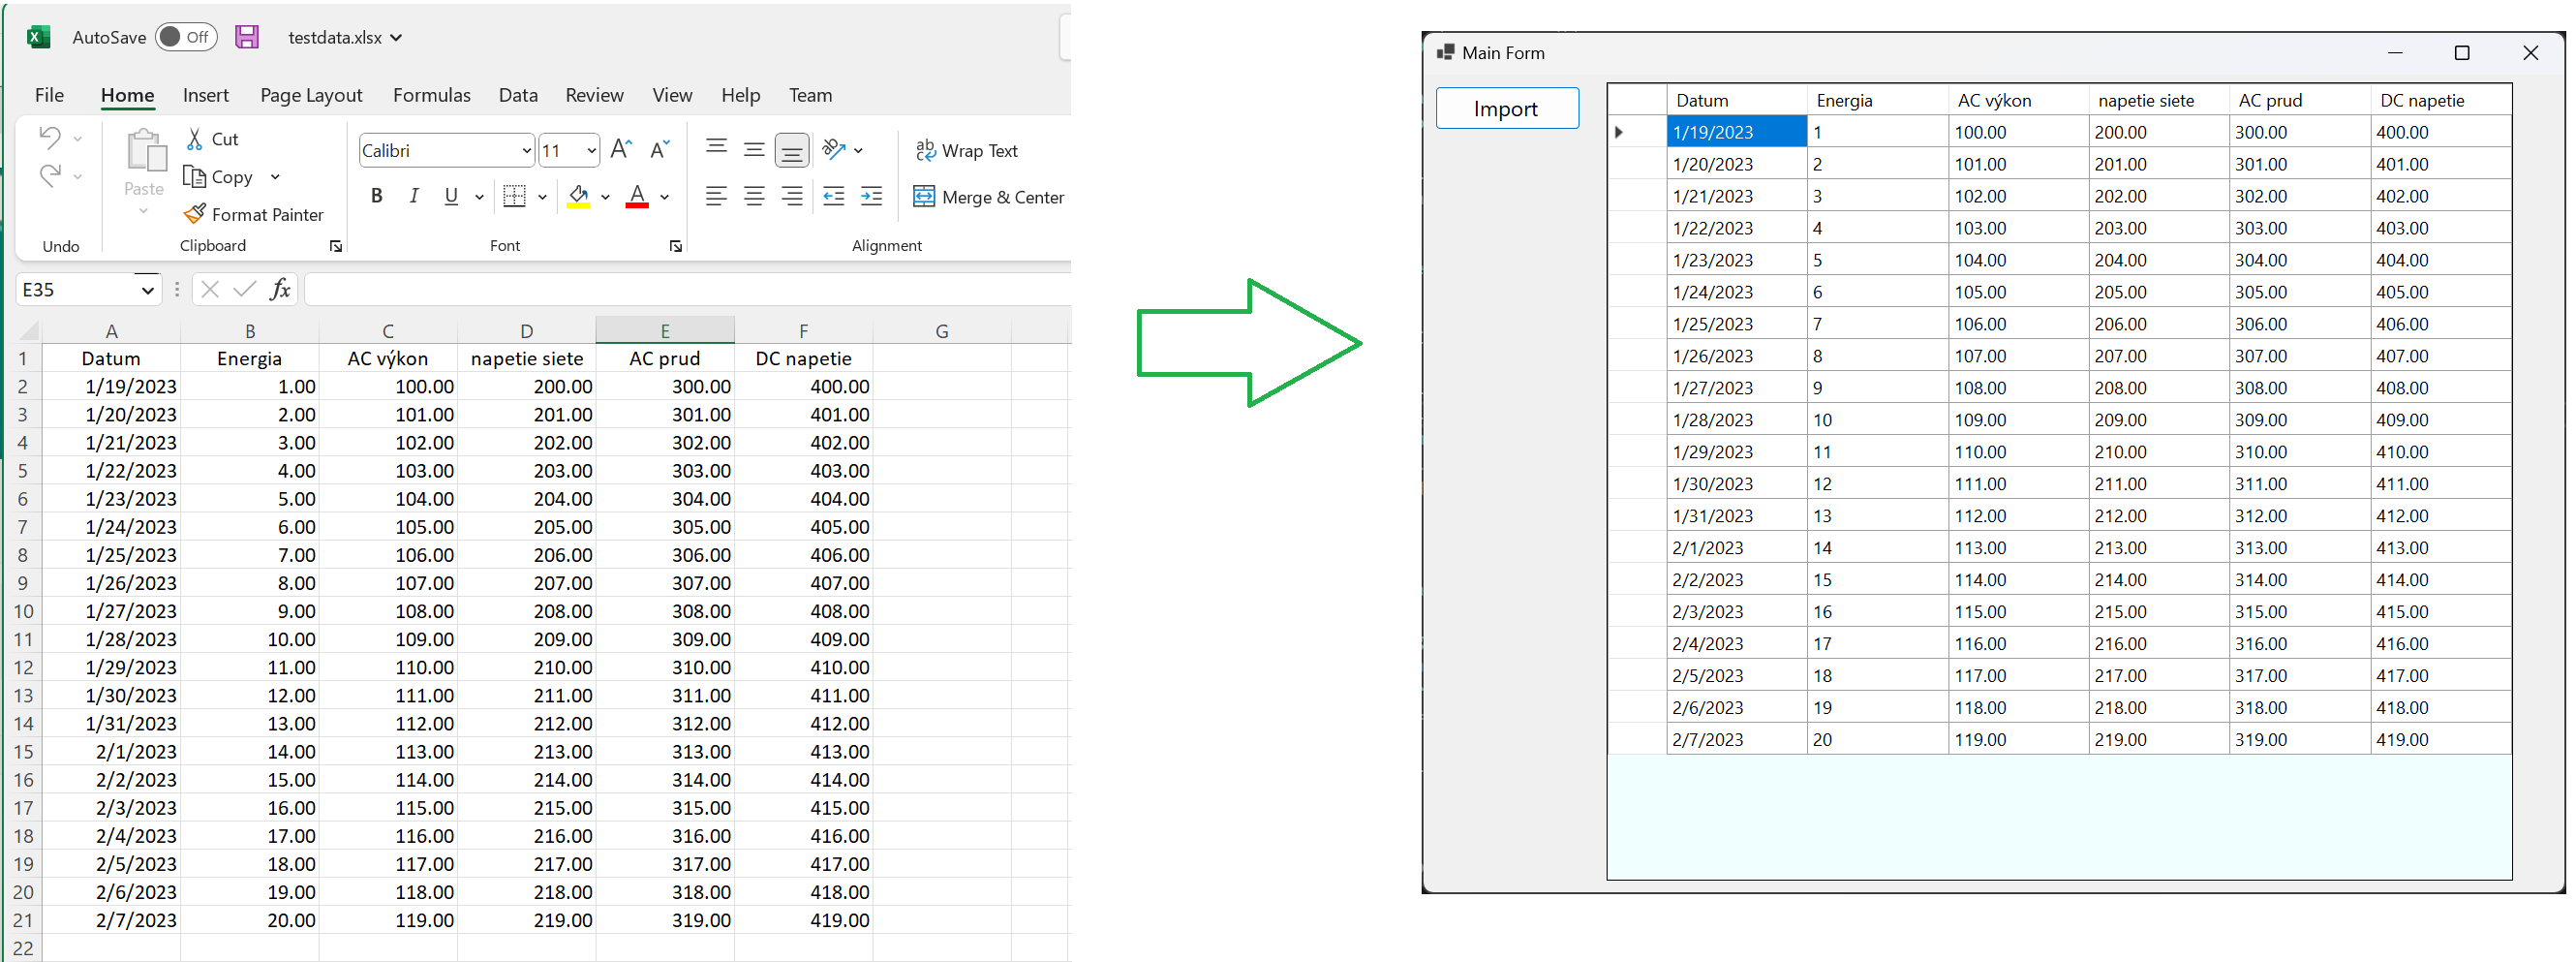 AutoSave Off testdata.xlsx
File Home Insert Page Layout Formulas Data Review View Help Team
Cut
Calibri 11 A A Wrap Text
Paste Copy
B I U A Merge & Center
Format Painter
Undo Clipboard Font Alignment
E35 fx
A B C D E F G
1 Datum Energia AC výkon napetie siete AC prud DC napetie
2 1/19/2023 1.00 100.00 200.00 300.00 400.00
3 1/20/2023 2.00 101.00 201.00 301.00 401.00
4 1/21/2023 3.00 102.00 202.00 302.00 402.00
5 1/22/2023 4.00 103.00 203.00 303.00 403.00
6 1/23/2023 5.00 104.00 204.00 304.00 404.00
7 1/24/2023 6.00 105.00 205.00 305.00 405.00
8 1/25/2023 7.00 106.00 206.00 306.00 406.00
9 1/26/2023 8.00 107.00 207.00 307.00 407.00
10 1/27/2023 9.00 108.00 208.00 308.00 408.00
11 1/28/2023 10.00 109.00 209.00 309.00 409.00
12 1/29/2023 11.00 110.00 210.00 310.00 410.00
13 1/30/2023 12.00 111.00 211.00 311.00 411.00
14 1/31/2023 13.00 112.00 212.00 312.00 412.00
15 2/1/2023 14.00 113.00 213.00 313.00 413.00
16 2/2/2023 15.00 114.00 214.00 314.00 414.00
17 2/3/2023 16.00 115.00 215.00 315.00 415.00
18 2/4/2023 17.00 116.00 216.00 316.00 416.00
19 2/5/2023 18.00 117.00 217.00 317.00 417.00
20 2/6/2023 19.00 118.00 218.00 318.00 418.00
21 2/7/2023 20.00 119.00 219.00 319.00 419.00
22
Main Form
Import
Datum Energia AC výkon napetie siete AC prud DC napetie
1/19/2023 1 100.00 200.00 300.00 400.00
1/20/2023 2 101.00 201.00 301.00 401.00
1/21/2023 3 102.00 202.00 302.00 402.00
1/22/2023 4 103.00 203.00 303.00 403.00
1/23/2023 5 104.00 204.00 304.00 404.00
1/24/2023 6 105.00 205.00 305.00 405.00
1/25/2023 7 106.00 206.00 306.00 406.00
1/26/2023 8 107.00 207.00 307.00 407.00
1/27/2023 9 108.00 208.00 308.00 408.00
1/28/2023 10 109.00 209.00 309.00 409.00
1/29/2023 11 110.00 210.00 310.00 410.00
1/30/2023 12 111.00 211.00 311.00 411.00
1/31/2023 13 112.00 212.00 312.00 412.00
2/1/2023 14 113.00 213.00 313.00 413.00
2/2/2023 15 114.00 214.00 314.00 414.00
2/3/2023 16 115.00 215.00 315.00 415.00
2/4/2023 17 116.00 216.00 316.00 416.00
2/5/2023 18 117.00 217.00 317.00 417.00
2/6/2023 19 118.00 218.00 318.00 418.00
2/7/2023 20 119.00 219.00 319.00 419.00